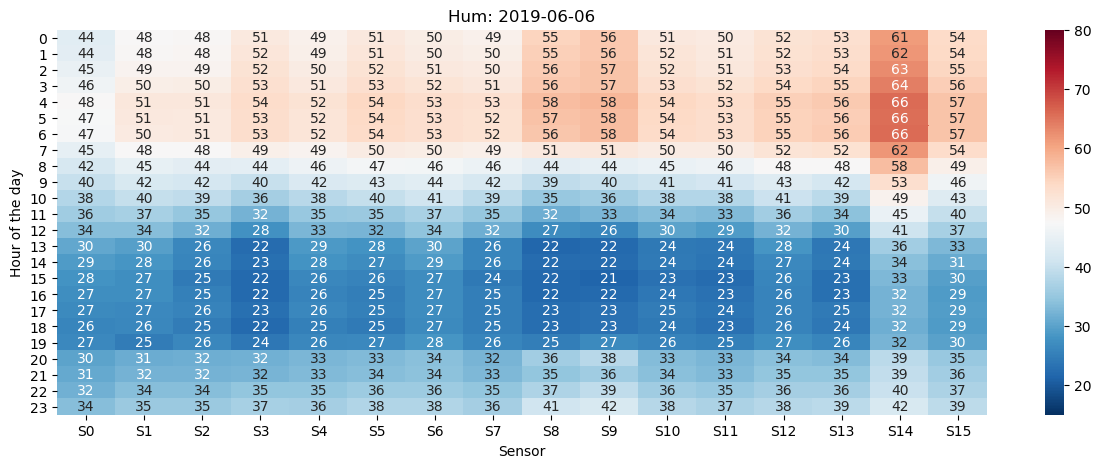 Hum: 2019-06-06
Hour of the day
0 44 48 48 51 49 51 50 49 55 56 51 50 52 53 61 54
1 44 48 48 52 49 51 50 50 55 56 52 51 52 53 62 54
2 45 49 49 52 50 52 51 50 56 57 52 51 53 54 63 55
3 46 50 50 53 51 53 52 51 56 57 53 52 54 55 64 56
4 48 51 51 54 52 54 53 53 58 58 54 53 55 56 66 57
5 47 51 51 53 52 54 53 52 57 58 54 53 55 56 66 57
6 47 50 51 53 52 53 53 52 56 58 54 53 55 56 66 57
7 45 48 48 49 49 50 50 49 51 51 50 50 52 52 62 54
8 42 45 44 44 46 47 46 46 44 44 45 46 48 48 58 49
9 40 42 42 40 42 43 44 42 39 40 41 41 43 42 53 46
10 38 40 39 36 38 40 41 39 35 36 38 38 41 39 49 43
11 36 37 35 32 35 35 37 35 32 33 34 33 36 34 45 40
12 34 34 32 28 33 32 34 32 27 26 30 29 32 30 41 37
13 30 30 26 22 29 28 30 26 22 22 24 24 28 24 36 33
14 29 28 26 23 28 27 29 26 22 22 24 24 27 24 34 31
15 28 27 25 22 26 26 27 24 22 21 23 23 26 23 33 30
16 27 27 25 22 26 25 27 25 22 22 24 23 26 23 32 29
17 27 27 26 23 26 25 27 25 23 23 25 24 26 25 32 29
18 26 26 25 22 25 25 27 25 23 23 24 23 26 24 32 29
19 27 25 26 24 26 27 28 26 25 27 26 25 27 26 32 30
20 30 31 32 32 33 33 34 32 36 38 33 33 34 34 39 35
21 31 32 32 32 33 34 34 33 35 36 34 33 35 35 39 36
22 32 34 34 35 35 36 36 35 37 39 36 35 36 36 40 37
23 34 35 35 37 36 38 38 36 41 42 38 37 38 39 42 39
S0 S1 S2 S3 S4 S5 S6 S7 S8 S9 S10 S11 S12 S13 S14 S15
Sensor
80
70
60
50
40
30
20